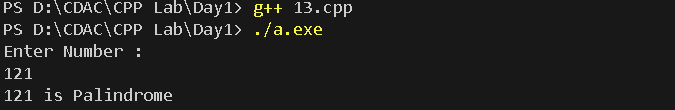 PS D:\CDAC\CPP Lab\Day1> g++ 13.cpp
PS D:\CDAC\CPP Lab\Day1> ./a.exe
Enter Number :
121
121 is Palindrome